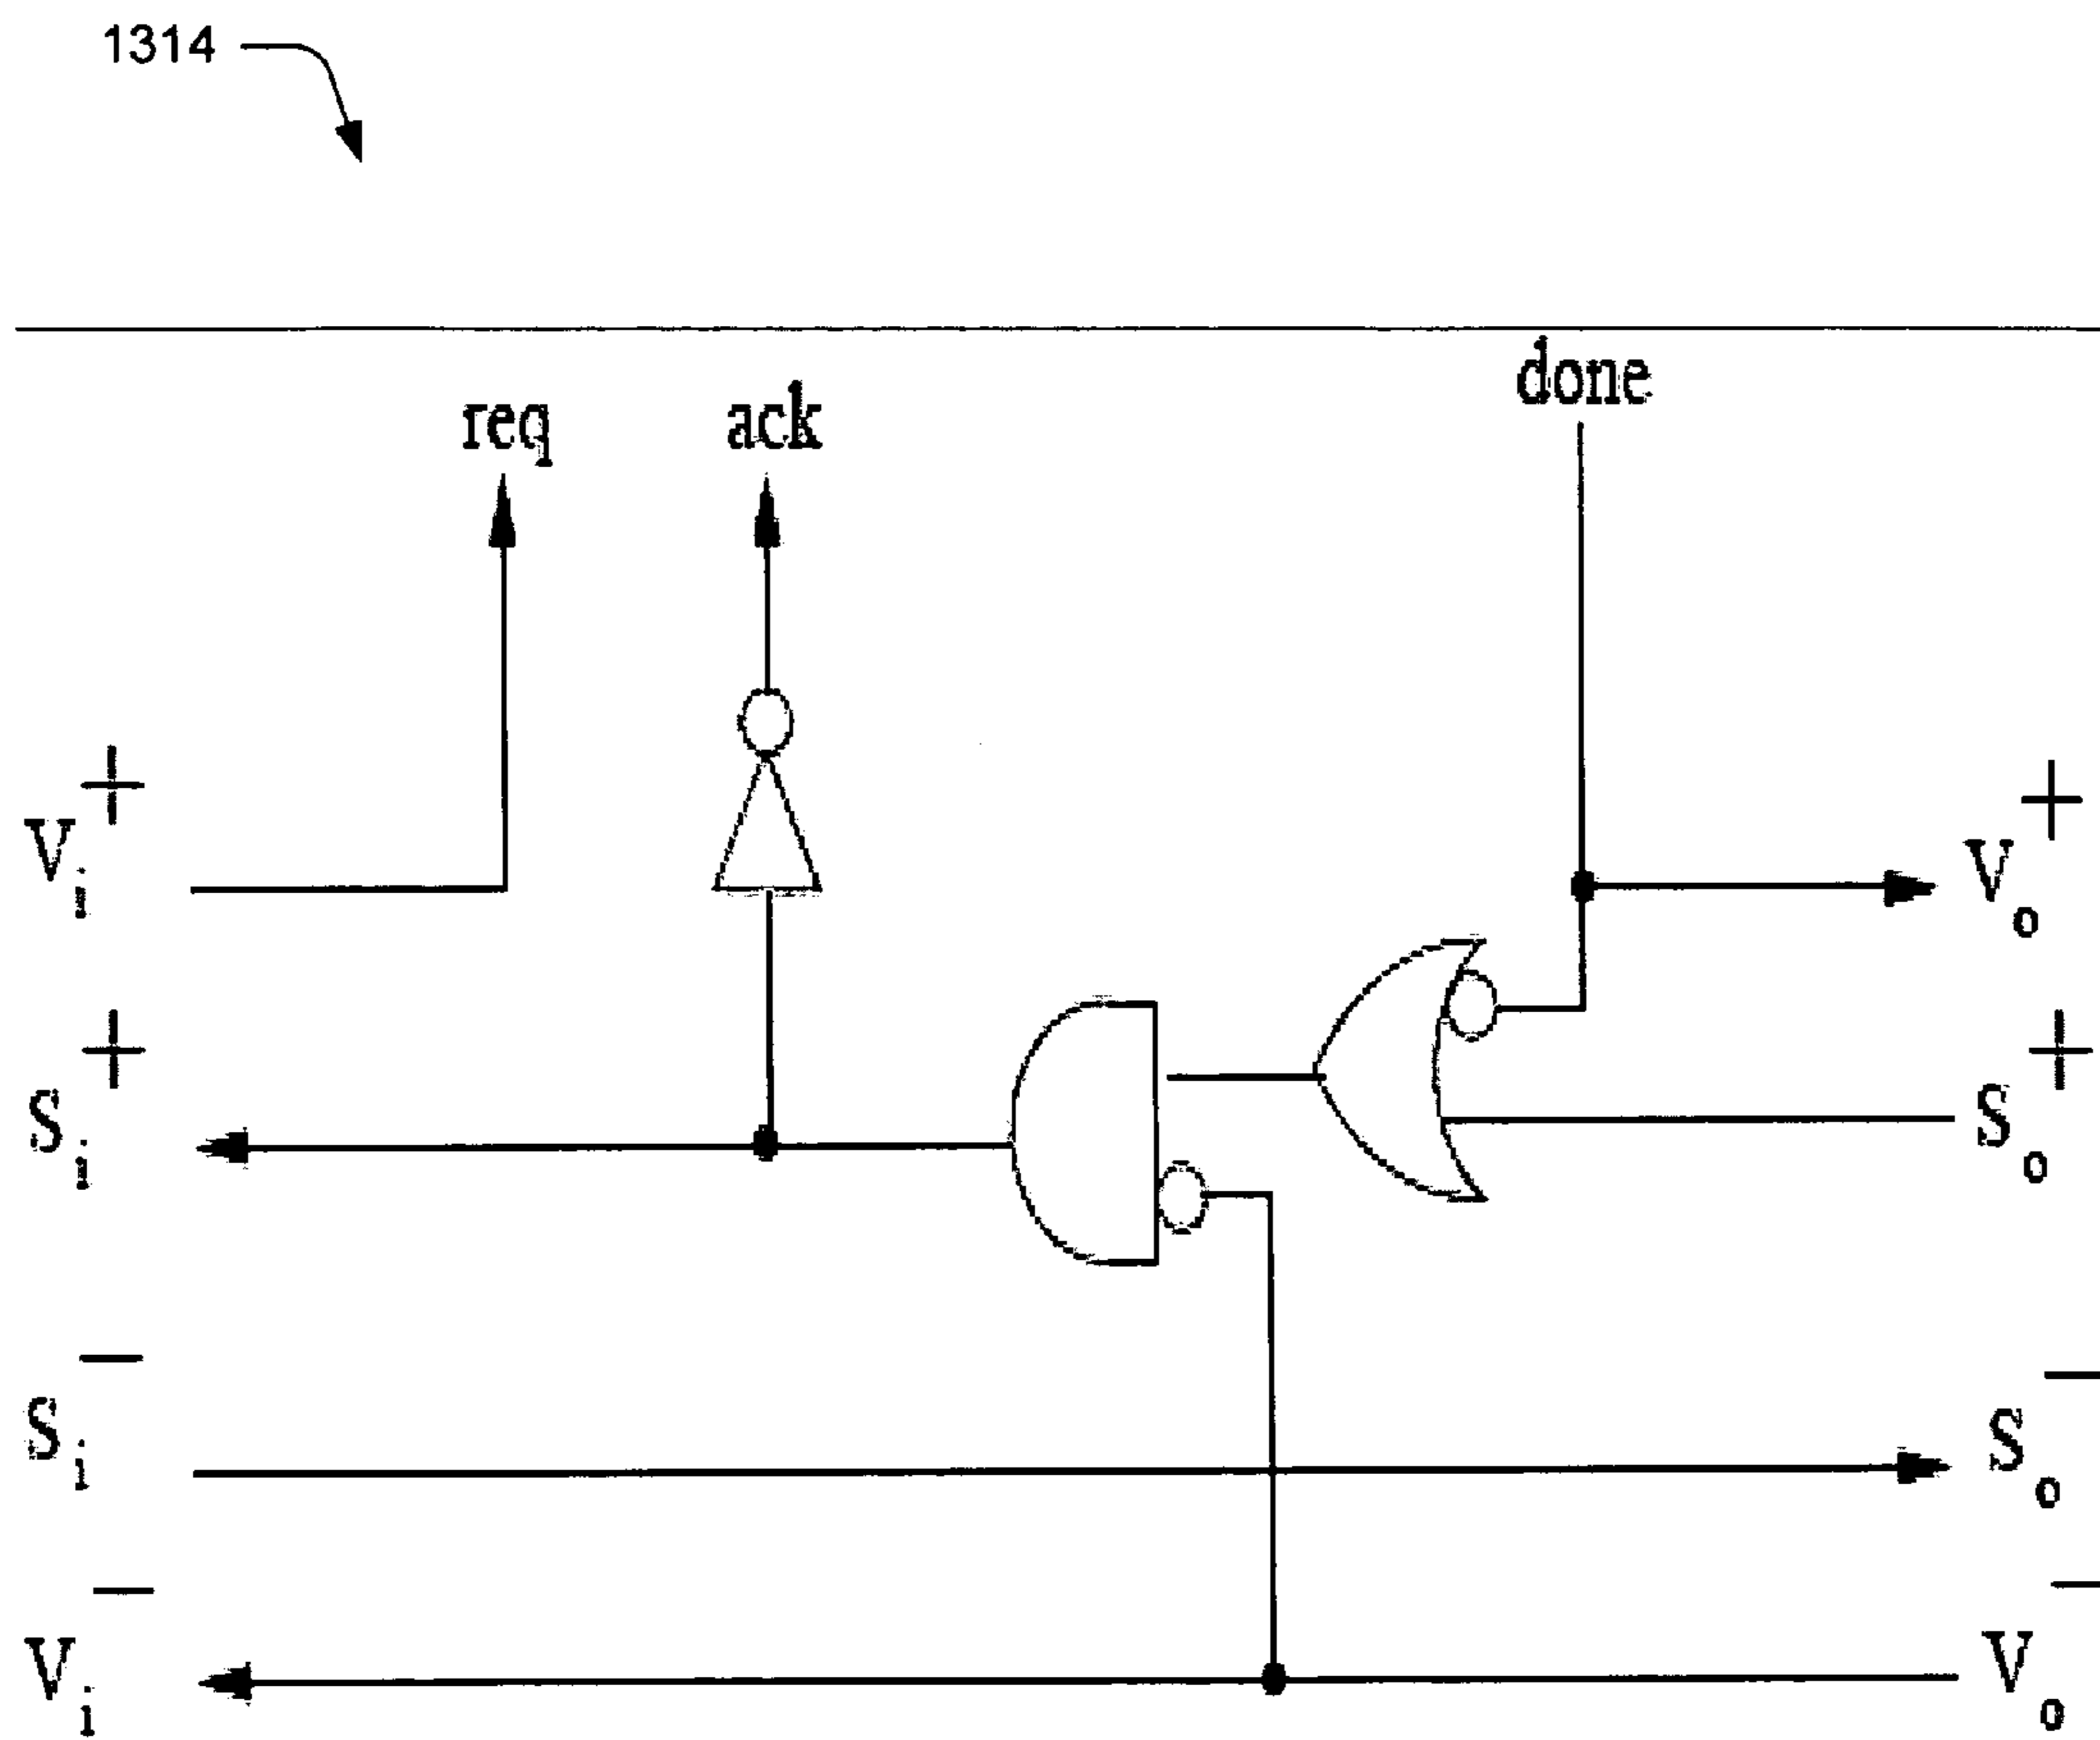 1314
req ack done
V i +
V o +
S i +
S o +
S i −
S o −
V i −
V o −